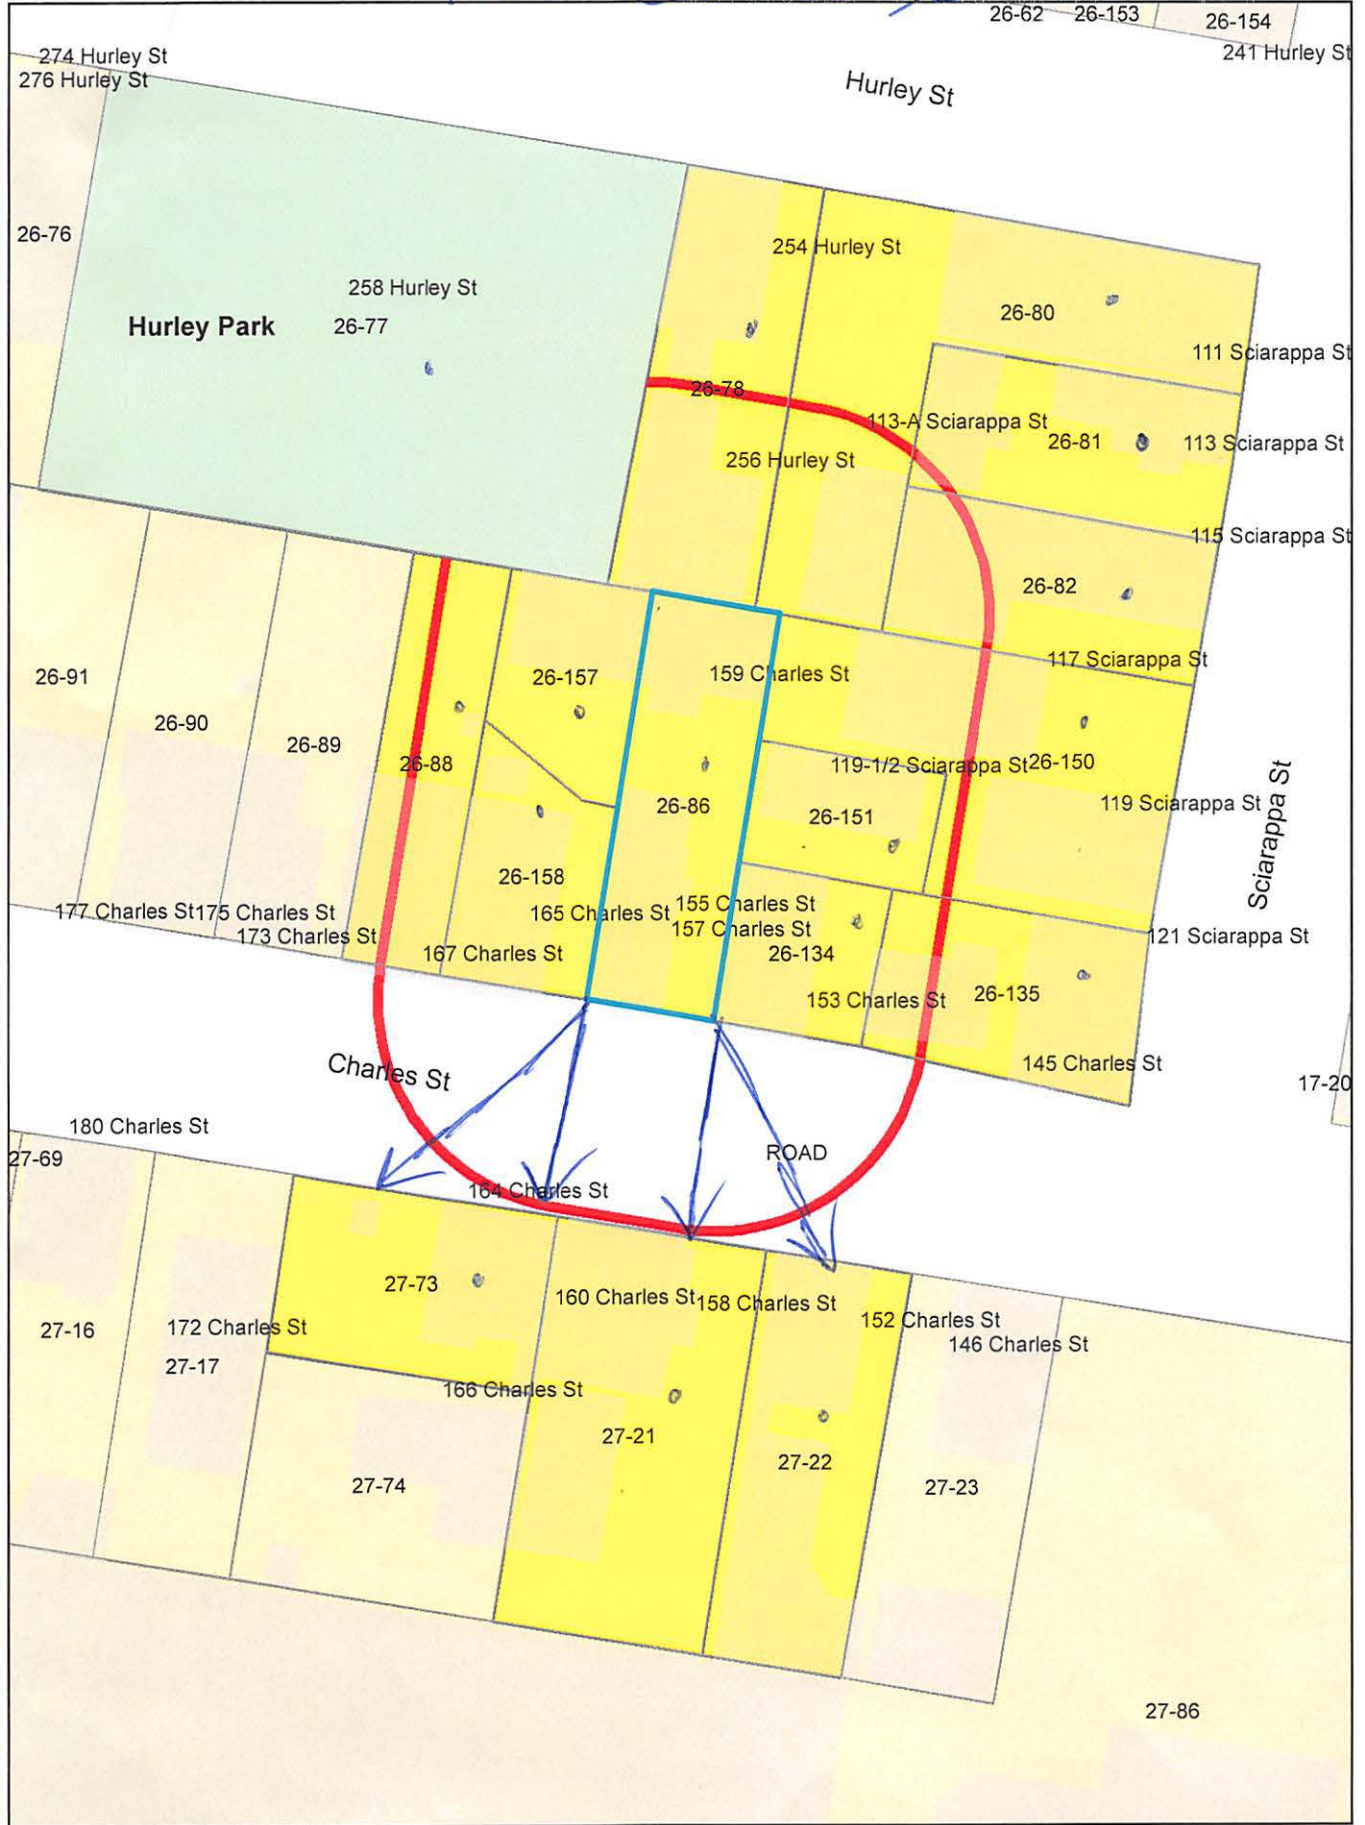 26-62 26-153 26-154
274 Hurley St
241 Hurley St
276 Hurley St
Hurley St
26-76
254 Hurley St
258 Hurley St
Hurley Park 26-77
26-80
111 Sciarappa St
26-78
113-A Sciarappa St
26-81
113 Sciarappa St
256 Hurley St
115 Sciarappa St
26-82
117 Sciarappa St
26-91
26-157
159 Charles St
26-90
26-89
26-88
119-1/2 Sciarappa St
26-150
26-86
26-151
119 Sciarappa St
Sciarappa St
26-158
177 Charles St
175 Charles St
165 Charles St
155 Charles St
173 Charles St
157 Charles St
121 Sciarappa St
167 Charles St
26-134
153 Charles St
26-135
Charles St
145 Charles St
17-20
180 Charles St
27-69
ROAD
164 Charles St
27-73
160 Charles St
158 Charles St
152 Charles St
27-16
172 Charles St
146 Charles St
27-17
166 Charles St
27-21
27-22
27-74
27-23
27-86